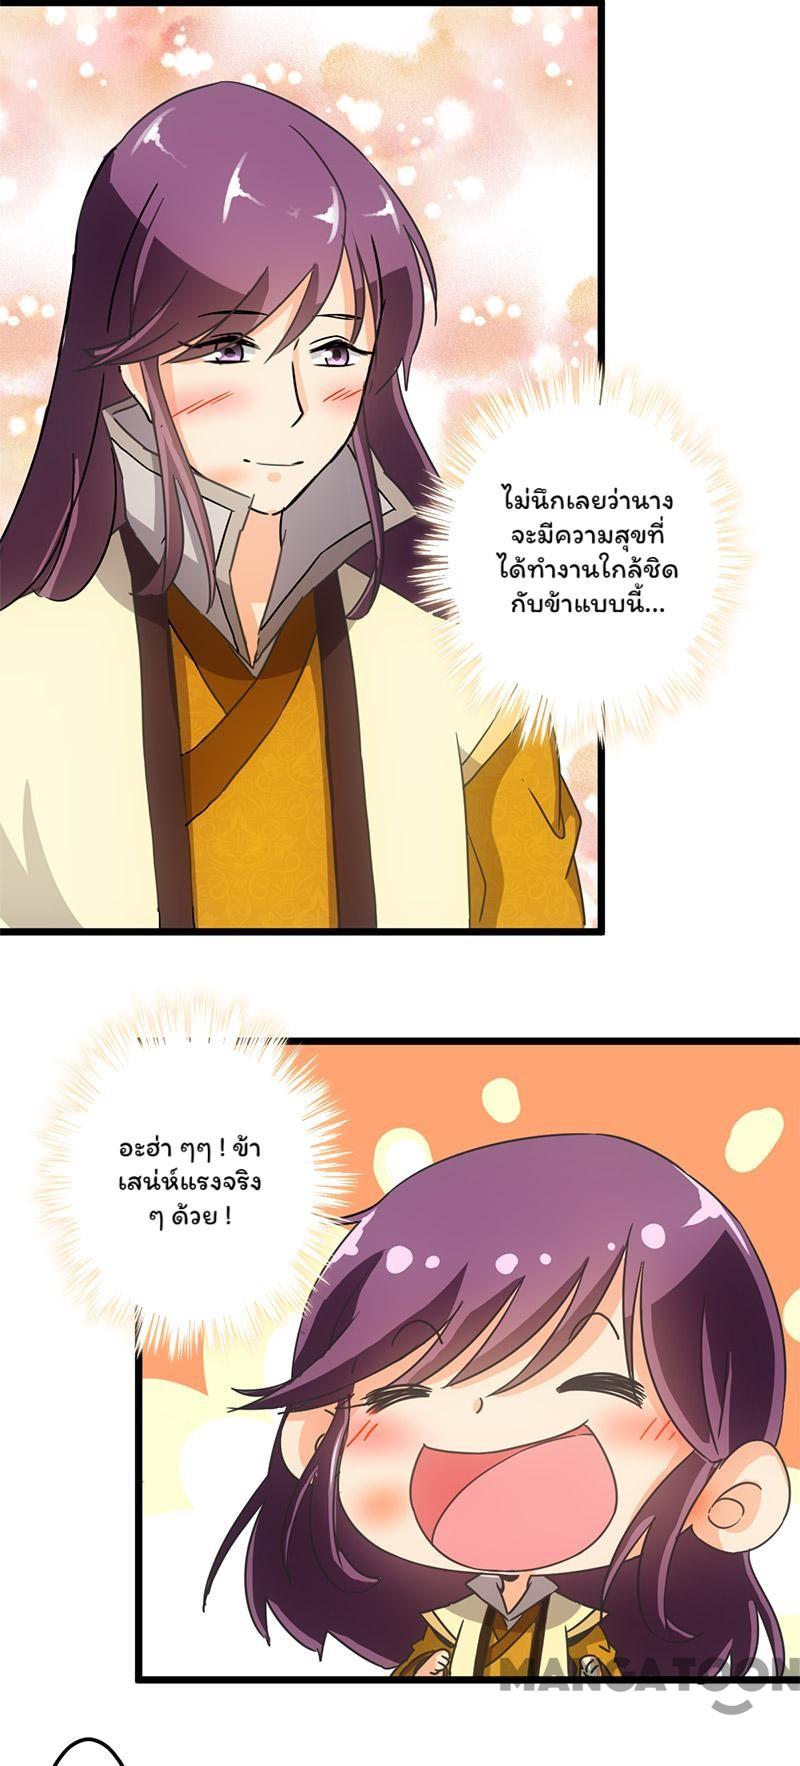 ไม่นึกเลยว่านาง
จะมีความสุขที่
ได้ทำงานใกล้ชิด
กับข้าแบบนี้...
อะฮ่า ๆๆ ! ข้า
เสน่ห์แรงจริง
ๆ ด้วย !
MANGATOON